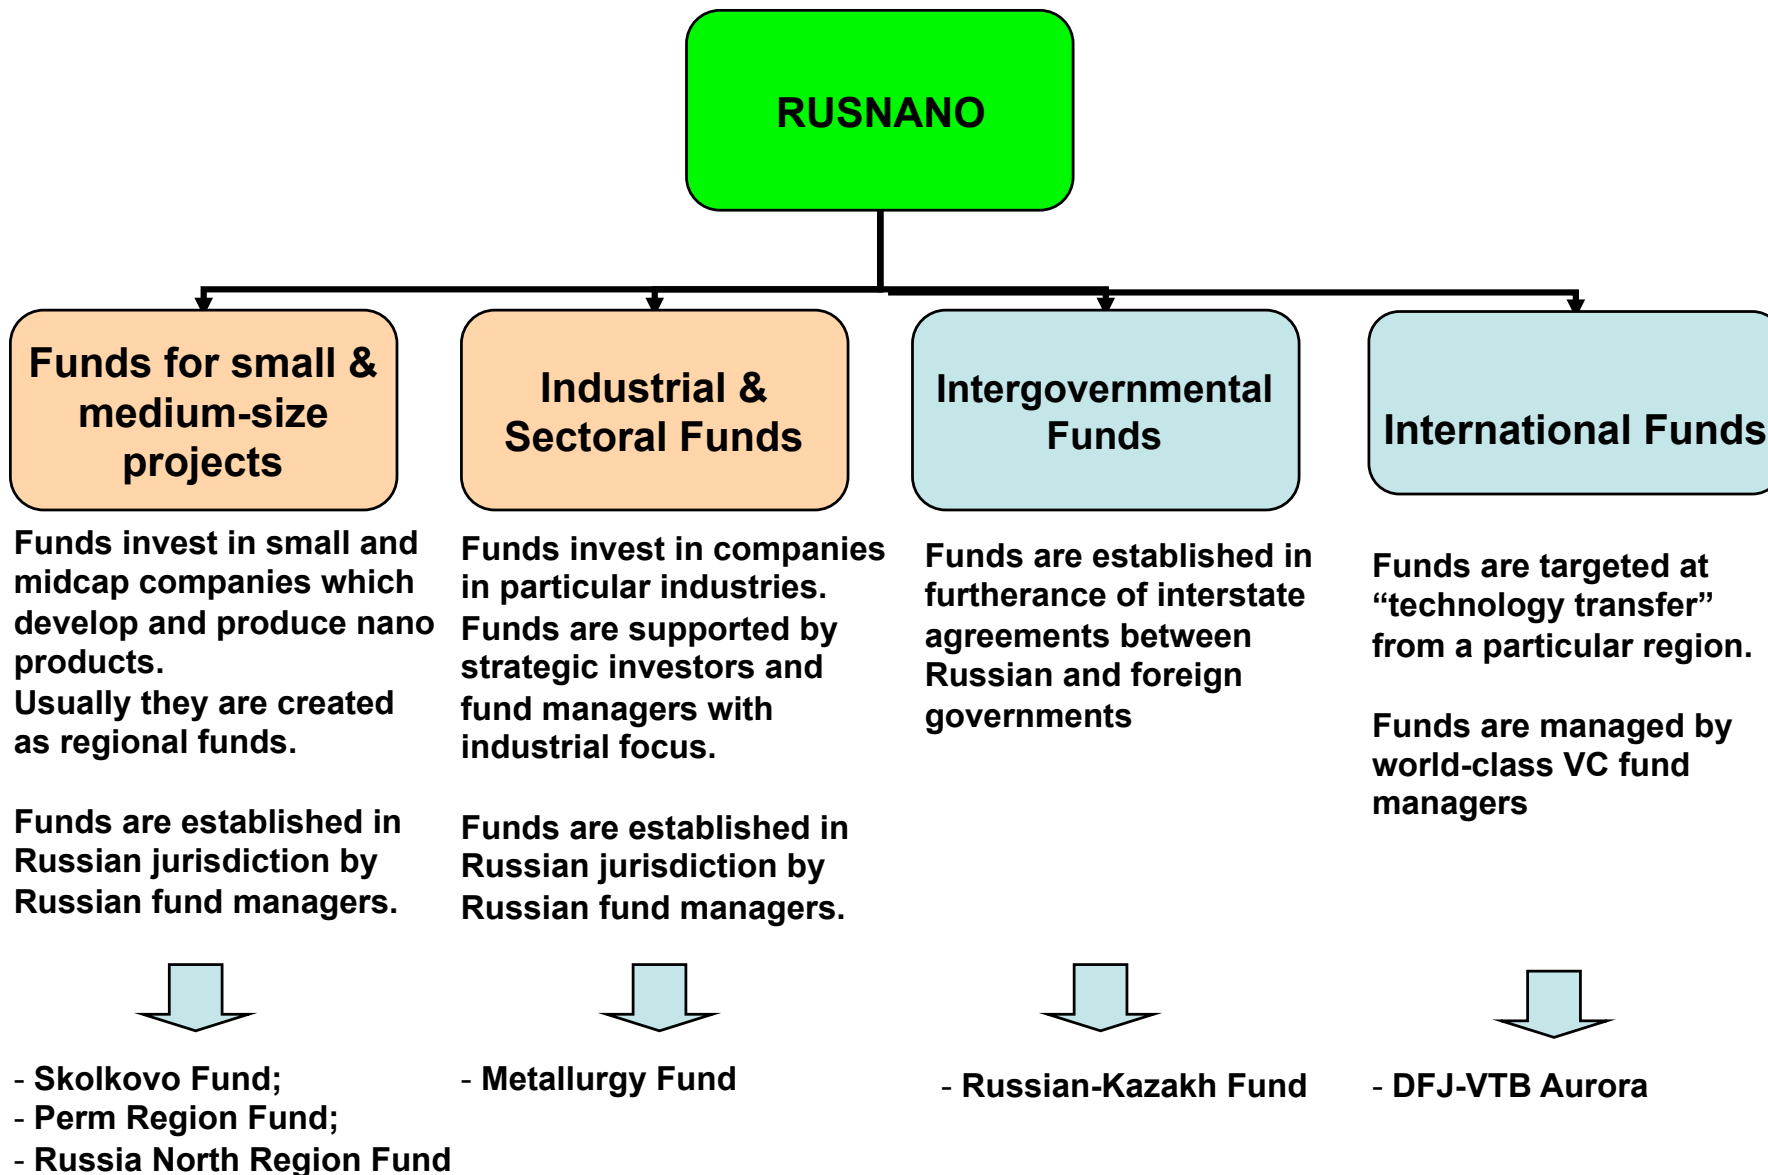 RUSNANO
Funds for small &
medium-size
projects
Funds invest in small and
midcap companies which
develop and produce nano
products.
Usually they are created
as regional funds.
Funds are established in
Russian jurisdiction by
Russian fund managers.
- Skolkovo Fund;
- Perm Region Fund;
- Russia North Region Fund
Industrial &
Sectoral Funds
Funds invest in companies
in particular industries.
Funds are supported by
strategic investors and
fund managers with
industrial focus.
Funds are established in
Russian jurisdiction by
Russian fund managers.
- Metallurgy Fund
Intergovernmental
Funds
Funds are established in
furtherance of interstate
agreements between
Russian and foreign
governments
- Russian-Kazakh Fund
International Funds
Funds are targeted at
“technology transfer”
from a particular region.
Funds are managed by
world-class VC fund
managers
- DFJ-VTB Aurora